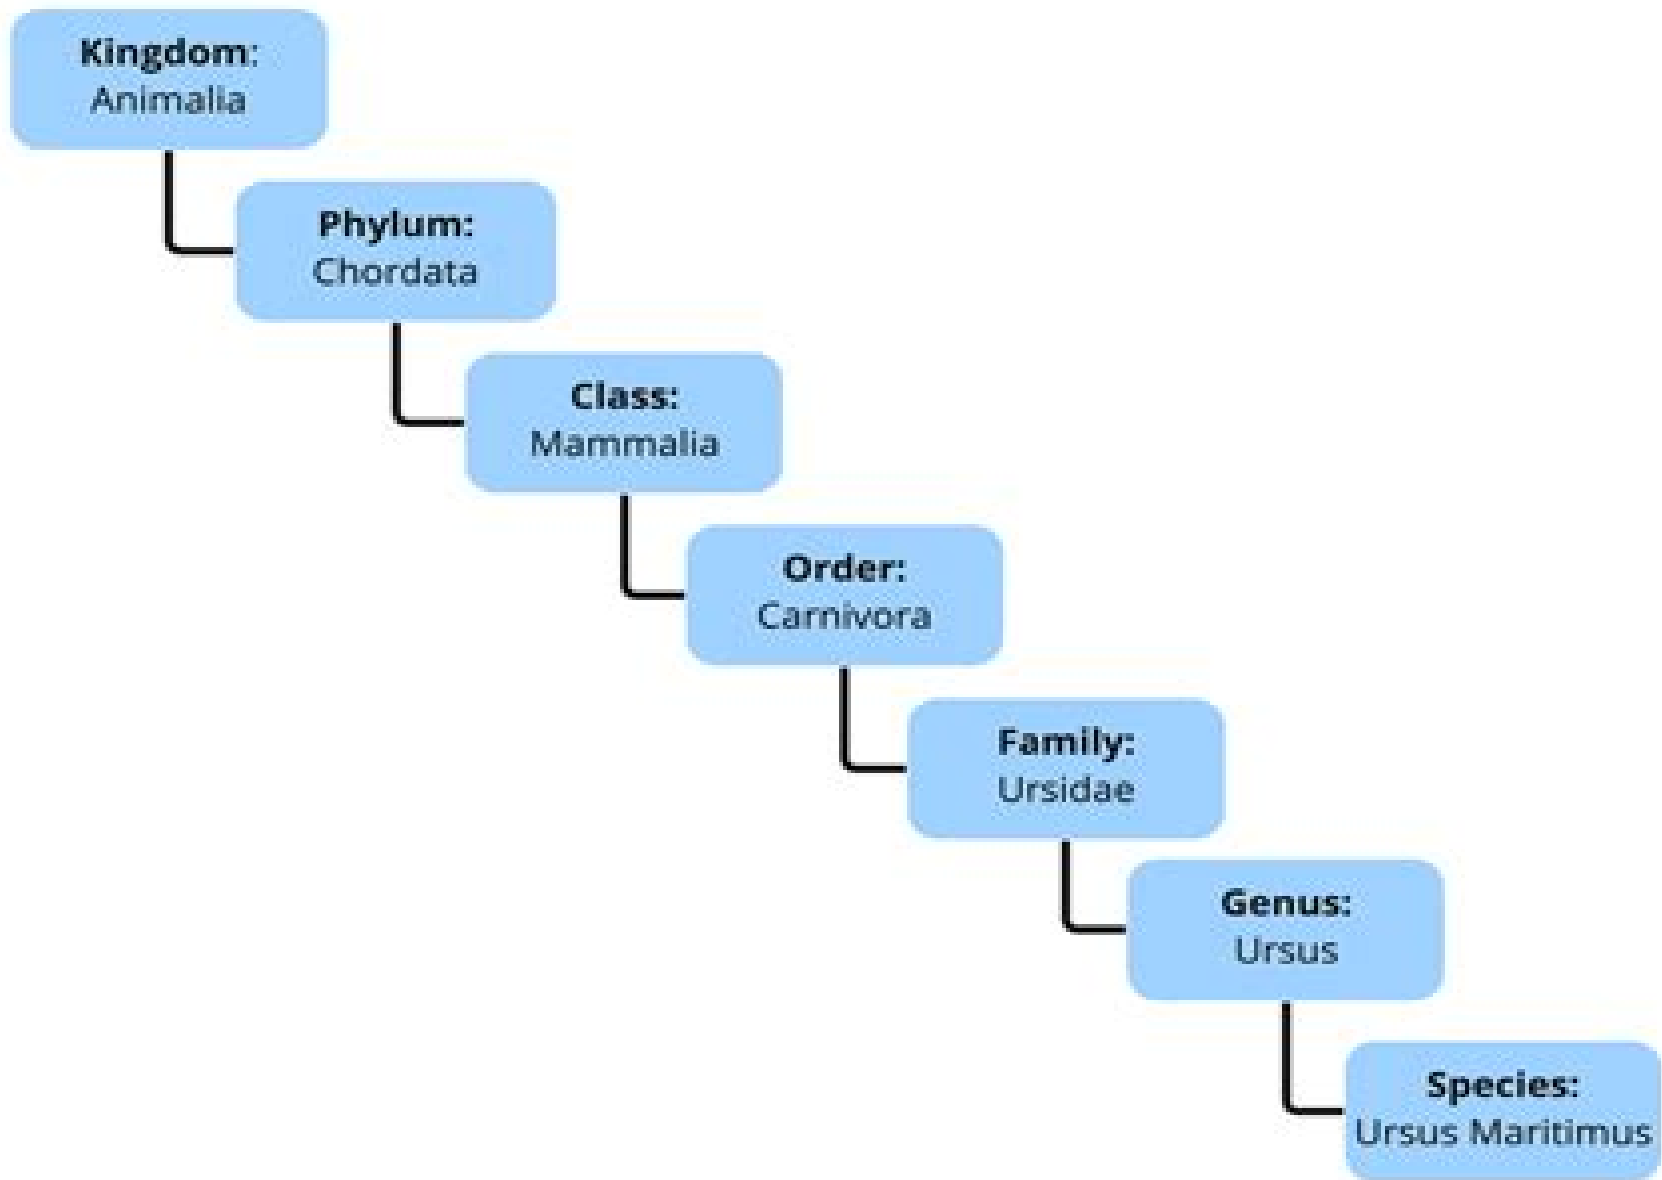 Kingdom:
Animalia
Phylum:
Chordata
Class:
Mammalia
Order:
Carnivora
Family:
Ursidae
Genus:
Ursus
Species:
Ursus Maritimus